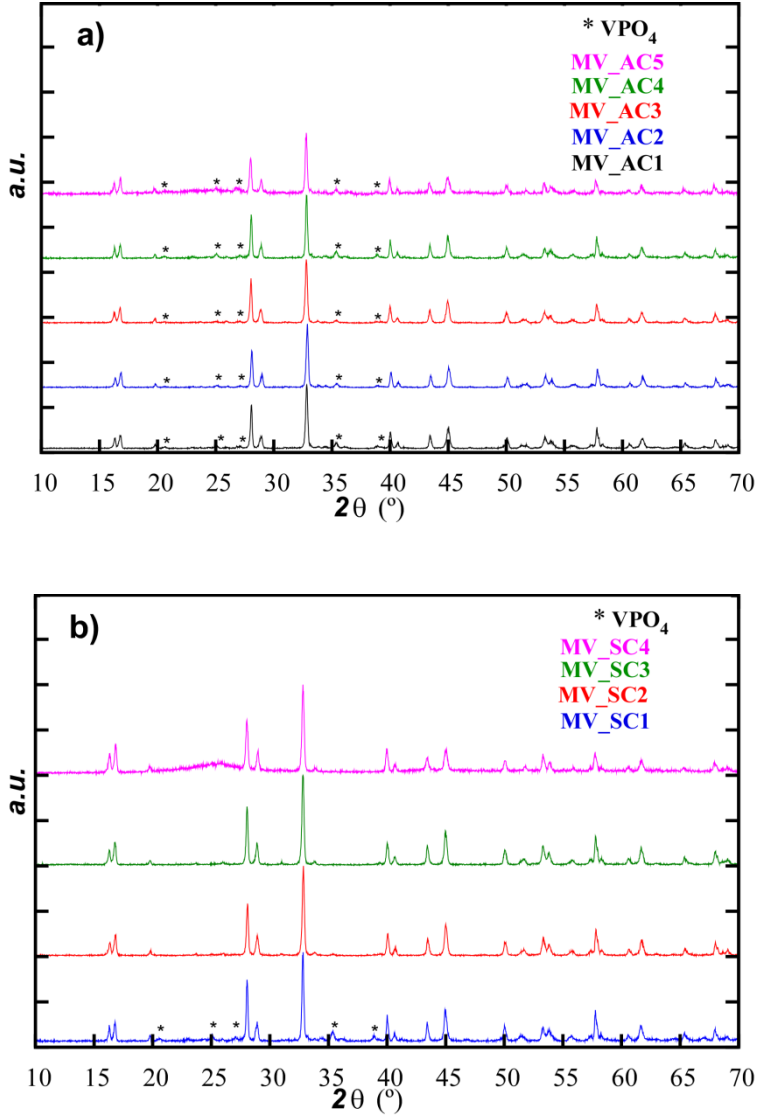 a)
* VPO4
MV_AC5
MV_AC4
MV_AC3
MV_AC2
MV_AC1
a.u.
* * * * *
* * * * *
* * * * *
* * * * *
* * * * *
10 15 20 25 30 35 40 45 50 55 60 65 70
2θ (º)
b)
* VPO4
MV_SC4
MV_SC3
MV_SC2
MV_SC1
a.u.
* * * * *
10 15 20 25 30 35 40 45 50 55 60 65 70
2θ (º)